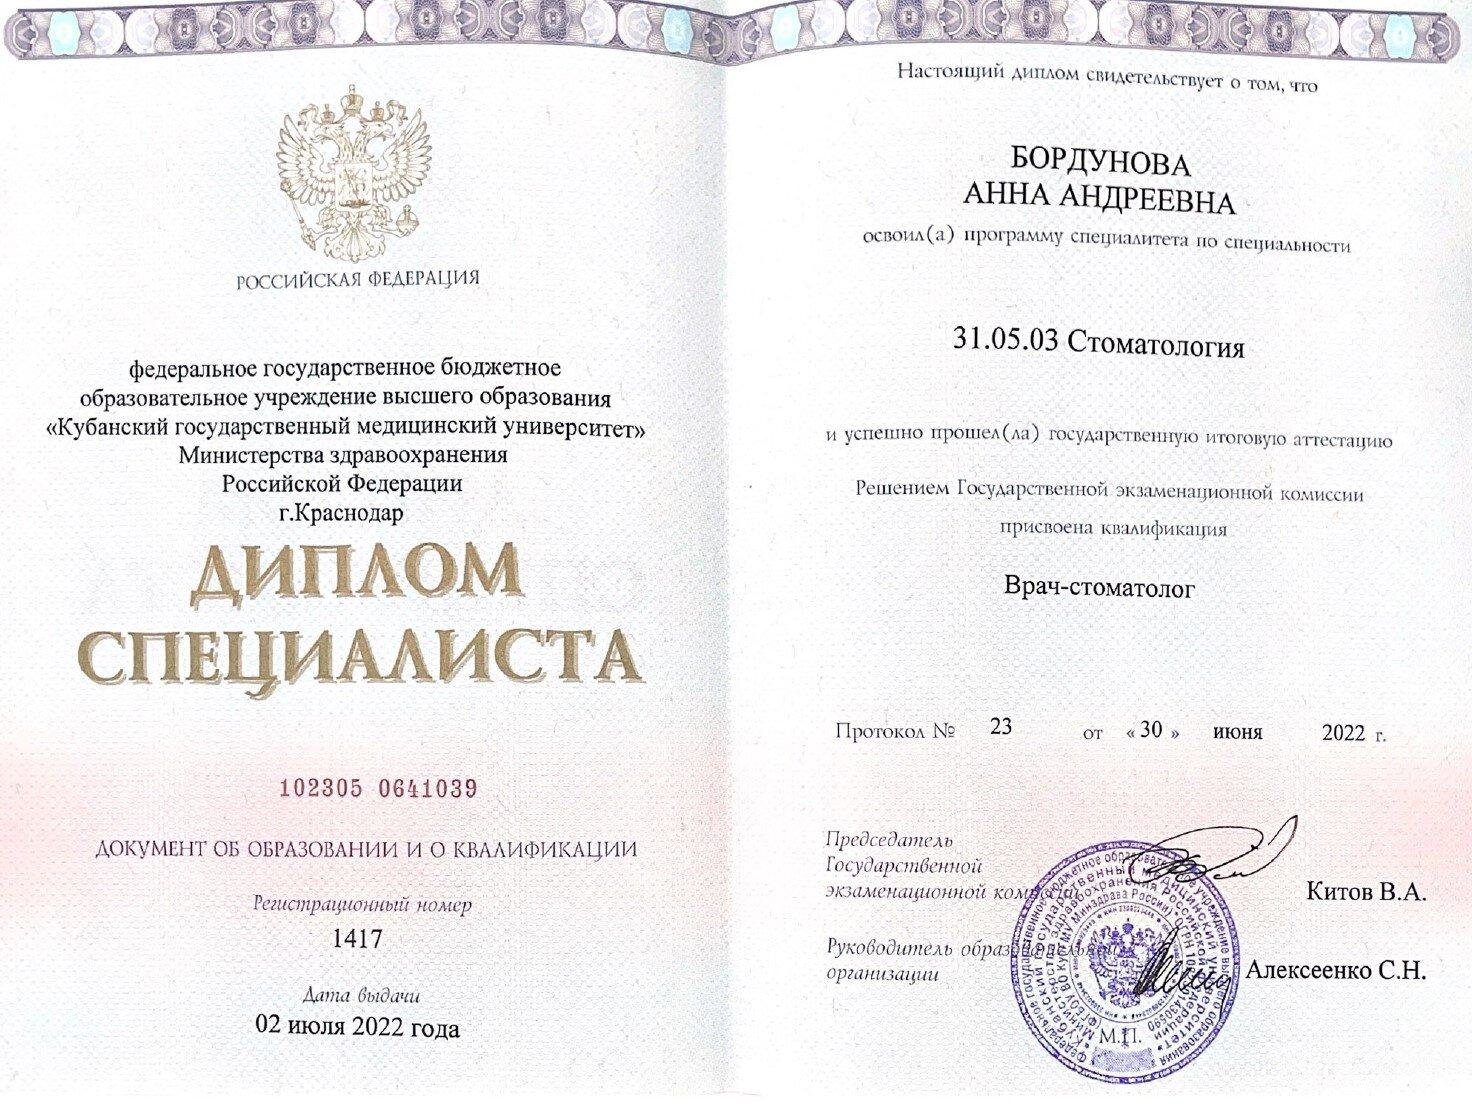 РОССИЙСКАЯ ФЕДЕРАЦИЯ
федеральное государственное бюджетное
образовательное учреждение высшего образования
«Кубанский государственный медицинский университет»
Министерства здравоохранения
Российской Федерации
г.Краснодар
ДИПЛОМ
СПЕЦИАЛИСТА
102305 0641039
ДОКУМЕНТ ОБ ОБРАЗОВАНИИ И О КВАЛИФИКАЦИИ
Регистрационный номер
1417
Дата выдачи
02 июля 2022 года
Настоящий диплом свидетельствует о том, что
БОРДУНОВА
АННА АНДРЕЕВНА
освоил(а) программу специалитета по специальности
31.05.03 Стоматология
и успешно прошел(ла) государственную итоговую аттестацию
Решением Государственной экзаменационной комиссии
присвоена квалификация
Врач-стоматолог
Протокол № 23 от «30» июня 2022 г.
Председатель
Государственной
экзаменационной комиссии
Китов В.А.
Руководитель образовательной
организации
Алексеенко С.Н.
М.П.